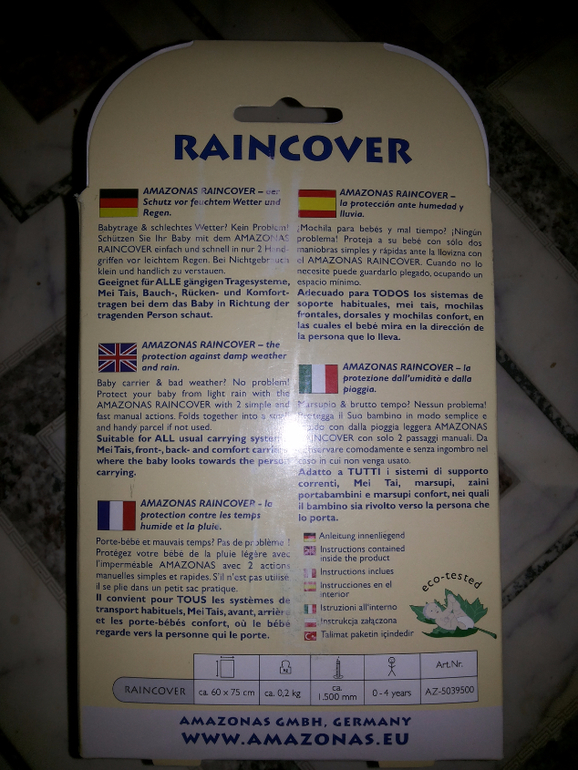 RAINCOVER
AMAZONAS RAINCOVER – der
Schutz vor feuchtem Wetter und
Regen.
Babytrage & schlechtes Wetter? Kein Problem!
Schützen Sie Ihr Baby mit dem AMAZONAS
RAINCOVER einfach und schnell in nur 2 Hand-
griffen vor leichtem Regen. Bei Nichtgebrauch
klein und handlich zu verstauen.
Geeignet für ALLE gängigen Tragesysteme,
Mei Tais, Bauch-, Rücken- und Komfort-
tragen bei dem das Baby in Richtung der
tragenden Person schaut.
AMAZONAS RAINCOVER – the
protection against damp weather
and rain.
Baby carrier & bad weather? No problem!
Protect your baby from light rain with the
AMAZONAS RAINCOVER with 2 simple and
fast manual actions. Folds together into a
and handy parcel if not used.
Suitable for ALL usual carrying
Mei Tais, front-, back- and comfort
where the baby looks towards the
carrying.
AMAZONAS RAINCOVER - la
protection contre les temps
humide et la pluie.
Porte-bébé et mauvais temps? Pas de problème !
Protégez votre bébé de la pluie légère avec
l'imperméable AMAZONAS avec 2 actions
manuelles simples et rapides. S'il n'est pas utilisé
il se plie dans un petit sac pratique.
Il convient pour TOUS les systèmes de
transport habituels, Mei Tais, avant, arrière
et les porte-bébés confort, où le bébé
regarde vers la personne qui le porte.
AMAZONAS RAINCOVER –
la protección ante humedad y
lluvia.
¿Mochila para bebés y mal tiempo? ¡Ningún
problema! Proteja a su bebé con sólo dos
maniobras simples y rápidas ante la llovizna con
el AMAZONAS RAINCOVER. Cuando no lo
necesite puede guardarlo plegado, ocupando un
espacio mínimo.
Adecuado para TODOS los sistemas de
soporte habituales, mei tais, mochilas
frontales, dorsales y mochilas confort, en
las cuales el bebé mira en la dirección de
la persona que lo lleva.
AMAZONAS RAINCOVER – la
protezione dall'umidità e dalla
pioggia.
Marsupio & brutto tempo? Nessun problema!
Protegga il Suo bambino in modo semplice e
con dalla pioggia leggera AMAZONAS
RAINCOVER con solo 2 passaggi manuali. Da
conservare comodamente e senza ingombro nel
caso in cui non venga usato.
Adatto a TUTTI i sistemi di supporto
correnti, Mei Tai, marsupi, zaini
portabambini e marsupi confort, nei quali
il bambino sia rivolto verso la persona che
lo porta.
Anleitung innenliegend
Instructions contained
inside the product
Instructions inclues
Instrucciones en el
interior
Istruzioni all'interno
Instrukcja załączona
Talimat paketin içindedir
eco-tested
kg
Art.Nr.
RAINCOVER ca. 60 x 75 cm ca. 0,2 kg ca. 1.500 mm 0 - 4 years AZ-5039500
AMAZONAS GMBH, GERMANY
WWW.AMAZONAS.EU